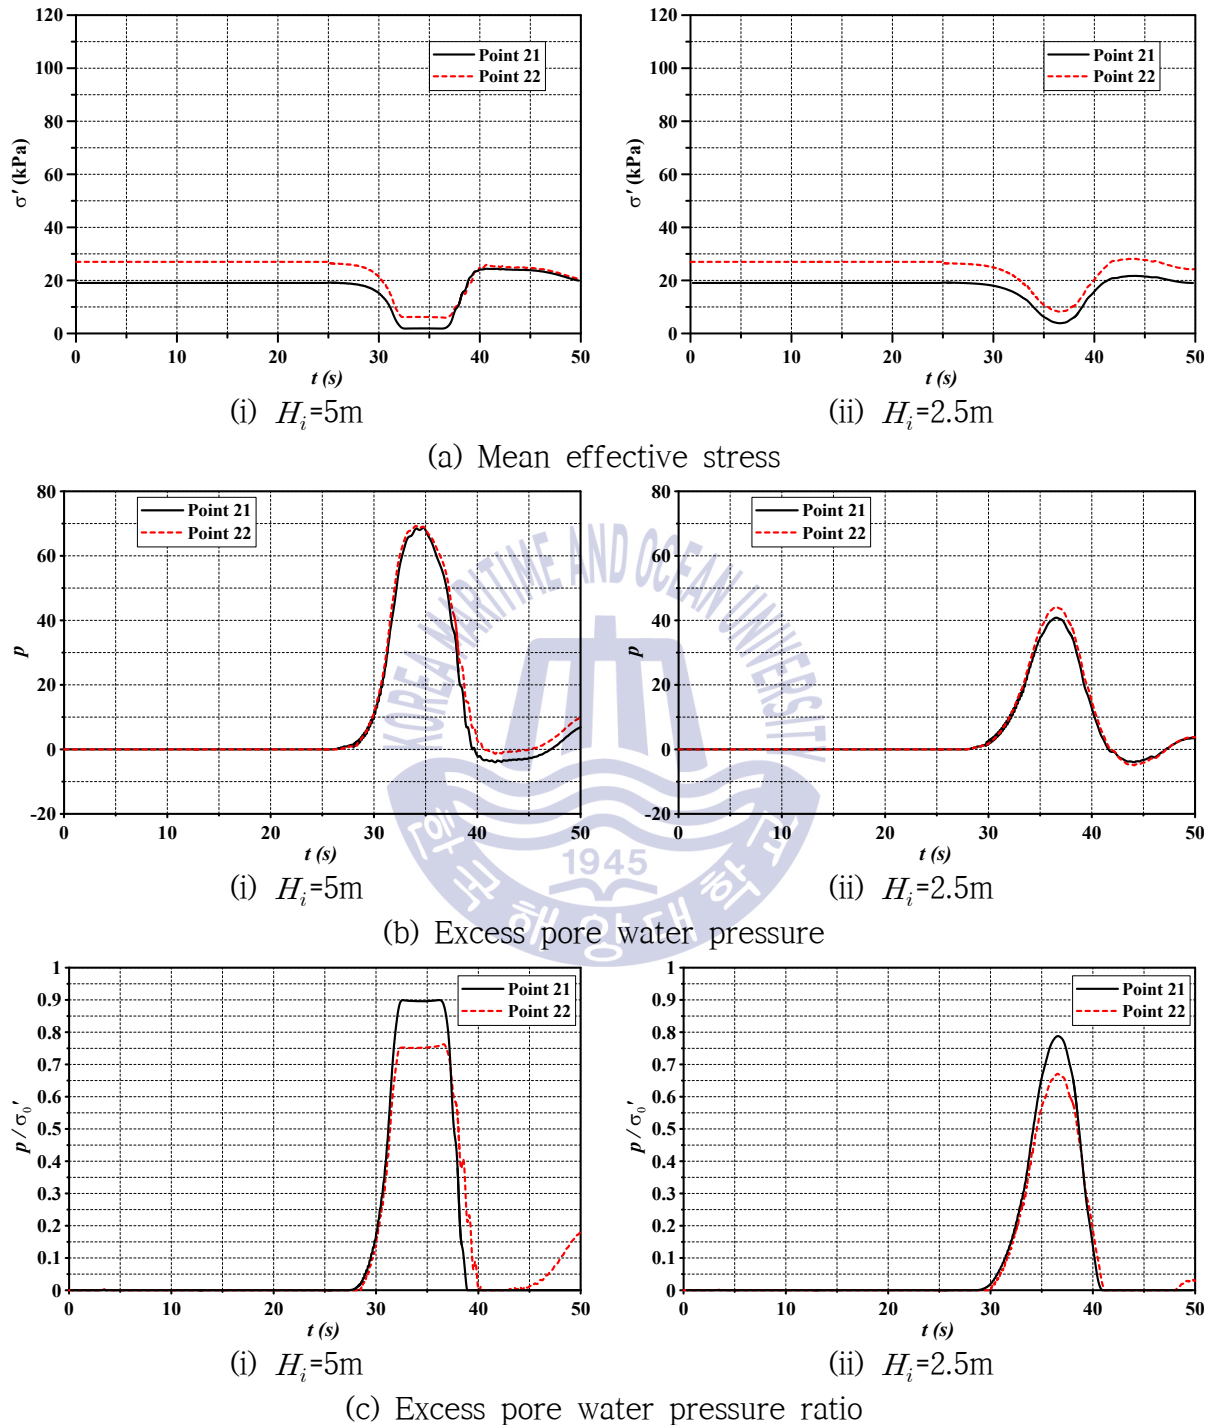 120
100
80
60
40
20
0
σ′ (kPa)
Point 21
Point 22
0 10 20 30 40 50
t (s)
(i) Hi=5m
120
100
80
60
40
20
0
σ′ (kPa)
Point 21
Point 22
0 10 20 30 40 50
t (s)
(ii) Hi=2.5m
(a) Mean effective stress
80
60
40
20
0
-20
p
Point 21
Point 22
0 10 20 30 40 50
t (s)
(i) Hi=5m
80
60
40
20
0
-20
p
Point 21
Point 22
0 10 20 30 40 50
t (s)
(ii) Hi=2.5m
KOREA MARITIME AND OCEAN UNIVERSITY
1945
한국해양대학교
(b) Excess pore water pressure
1
0.9
0.8
0.7
0.6
0.5
0.4
0.3
0.2
0.1
0
p / σ0′
Point 21
Point 22
0 10 20 30 40 50
t (s)
(i) Hi=5m
1
0.9
0.8
0.7
0.6
0.5
0.4
0.3
0.2
0.1
0
p / σ0′
Point 21
Point 22
0 10 20 30 40 50
t (s)
(ii) Hi=2.5m
(c) Excess pore water pressure ratio